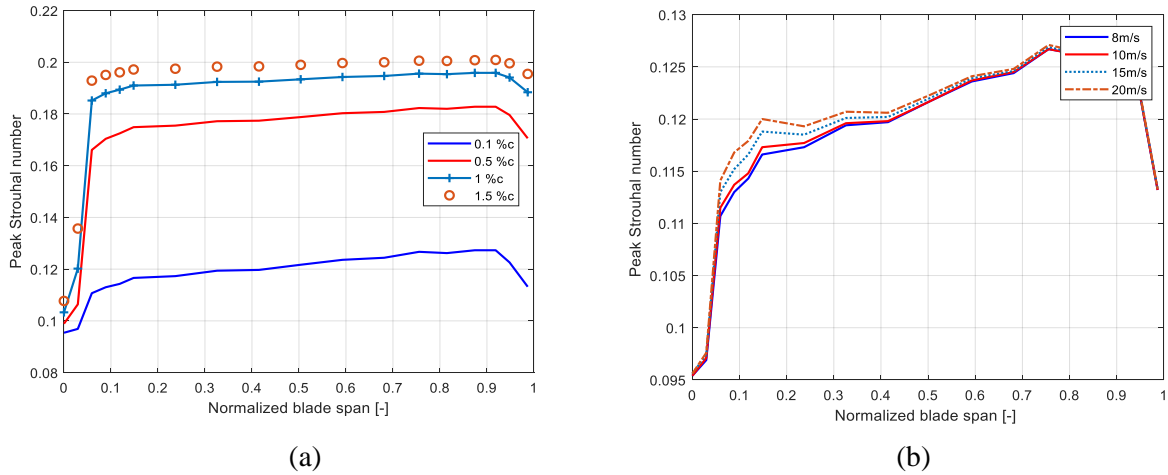 0.22
0.2
0.18
0.16
0.14
0.12
0.1
0.08
Peak Strouhal number
0.1 %c
0.5 %c
1 %c
1.5 %c
0 0.1 0.2 0.3 0.4 0.5 0.6 0.7 0.8 0.9 1
Normalized blade span [-]
(a)
0.13
0.125
0.12
0.115
0.11
0.105
0.1
0.095
Peak Strouhal number
8m/s
10m/s
15m/s
20m/s
0 0.1 0.2 0.3 0.4 0.5 0.6 0.7 0.8 0.9 1
Normalized blade span [-]
(b)